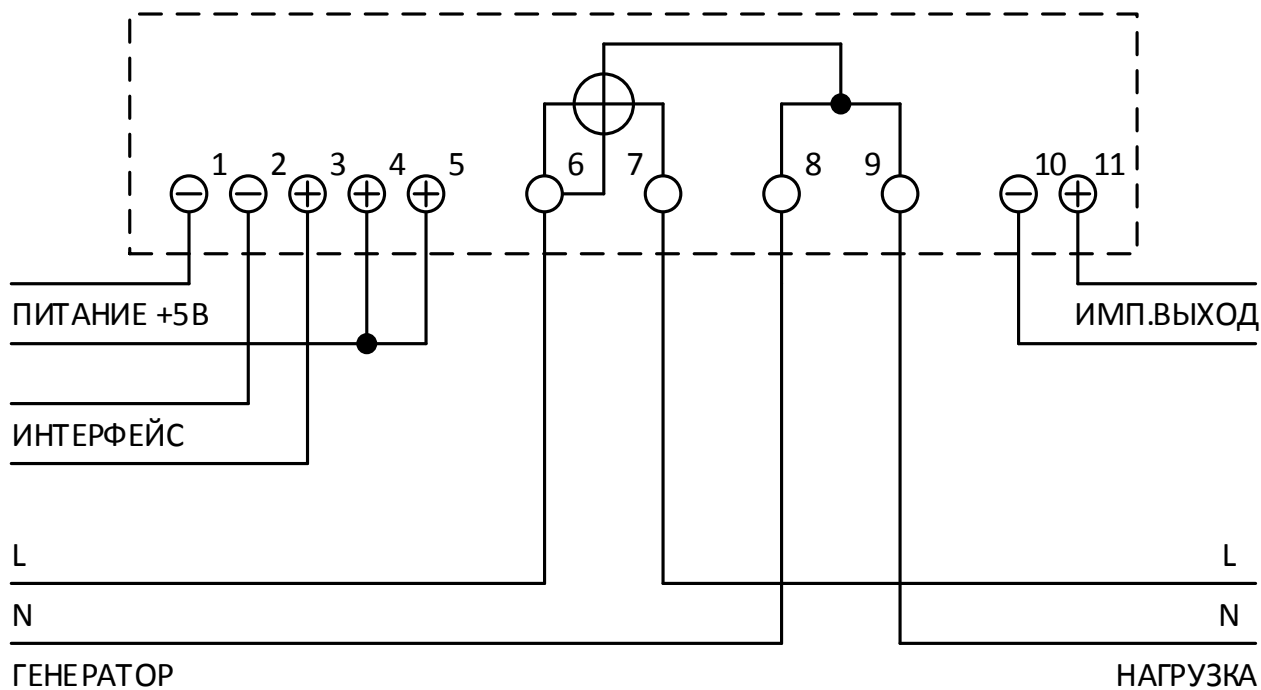 1 2 3 4 5 6 7 8 9 10 11
ПИТАНИЕ +5В ИМП.ВЫХОД
ИНТЕРФЕЙС
L L
N N
ГЕНЕРАТОР НАГРУЗКА